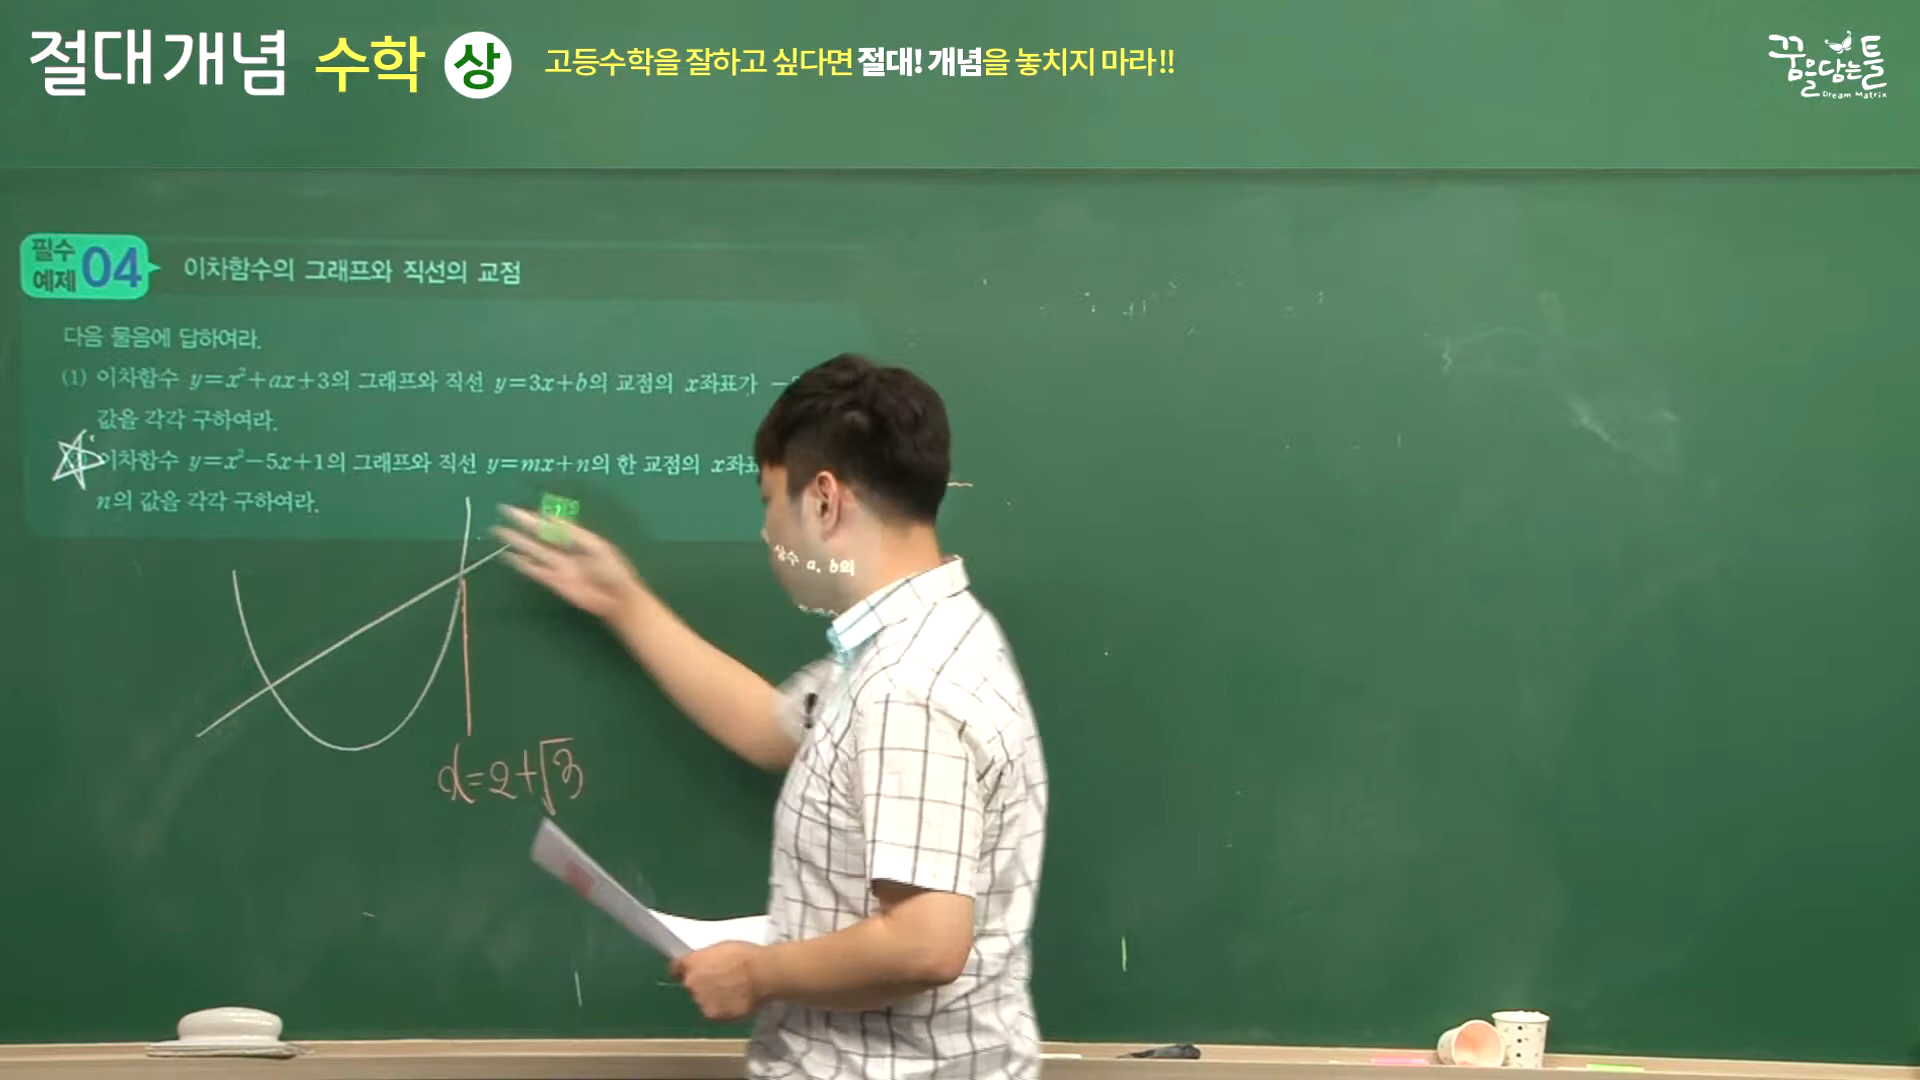 절대개념 수학 상 고등수학을 잘하고 싶다면 절대! 개념을 놓치지 마라!!
꿈을담는틀
Dream Matrix
필수
예제 04 이차함수의 그래프와 직선의 교점
다음 물음에 답하여라.
(1) 이차함수 y=x²+ax+3의 그래프와 직선 y=3x+b의 교점의 x좌표가
상수 a, b의
값을 각각 구하여라.
이차함수 y=x²-5x+1의 그래프와 직선 y=mx+n의 한 교점의
n의 값을 각각 구하여라.
x=2+√3